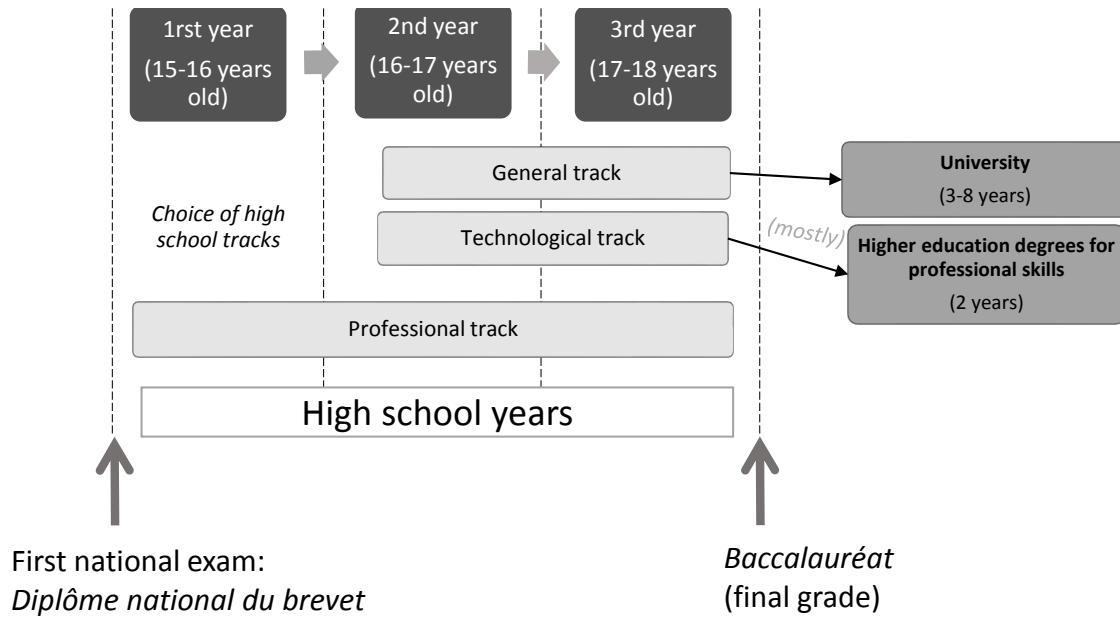 1rst year
(15-16 years
old)
2nd year
(16-17 years
old)
3rd year
(17-18 years
old)
General track
University
(3-8 years)
Choice of high
school tracks
Technological track
(mostly)
Higher education degrees for
professional skills
(2 years)
Professional track
High school years
First national exam:
Diplôme national du brevet
Baccalauréat
(final grade)